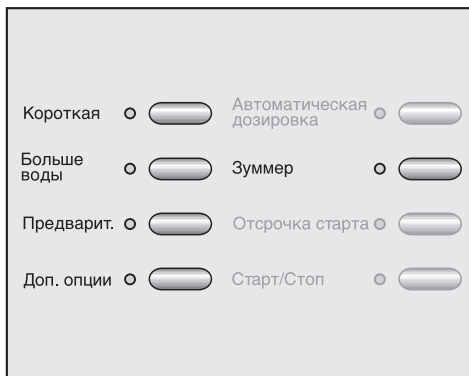 Короткая
Автоматическая
дозировка
Больше
воды
Зуммер
Предварит.
Отсрочка старта
Доп. опции
Старт/Стоп